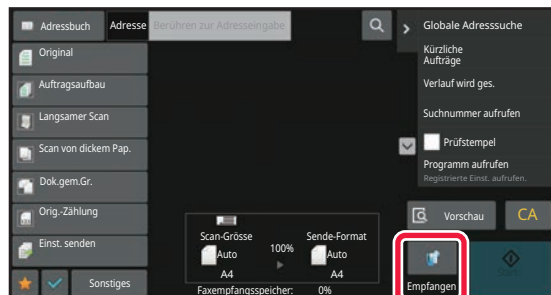 Adressbuch
Adresse
Berühren zur Adresseingabe
Original
Auftragsaufbau
Langsamer Scan
Scan von dickem Pap.
Dok.gem.Gr.
Orig.-Zählung
Einst. senden
Sonstiges
Scan-Grösse
Auto
A4
100%
Sende-Format
Auto
A4
Faxempfangsspeicher: 0%
Globale Adresssuche
Kürzliche
Aufträge
Verlauf wird ges.
Suchnummer aufrufen
Prüfstempel
Programm aufrufen
Registrierte Einst. aufrufen.
Vorschau
CA
Empfangen
Start